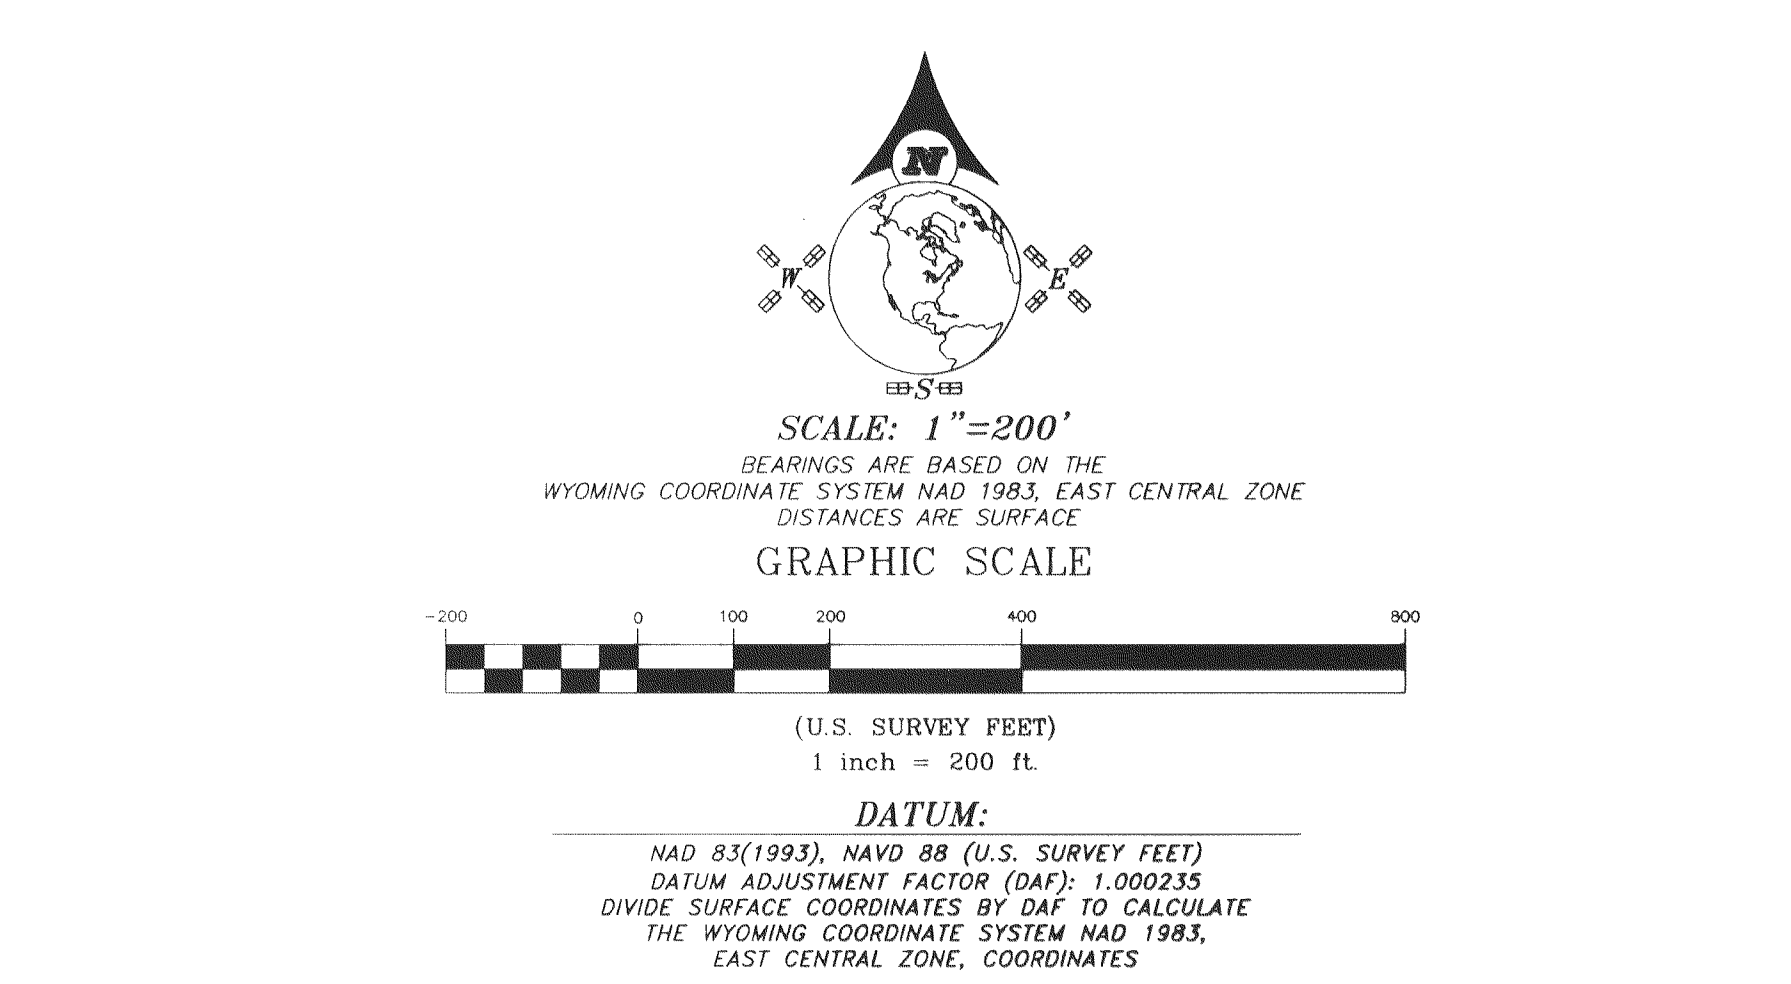 N
W E
S
SCALE: 1"=200'
BEARINGS ARE BASED ON THE
WYOMING COORDINATE SYSTEM NAD 1983, EAST CENTRAL ZONE
DISTANCES ARE SURFACE
GRAPHIC SCALE
-200 0 100 200 400 800
(U.S. SURVEY FEET)
1 inch = 200 ft.
DATUM:
NAD 83(1993), NAVD 88 (U.S. SURVEY FEET)
DATUM ADJUSTMENT FACTOR (DAF): 1.000235
DIVIDE SURFACE COORDINATES BY DAF TO CALCULATE
THE WYOMING COORDINATE SYSTEM NAD 1983,
EAST CENTRAL ZONE, COORDINATES